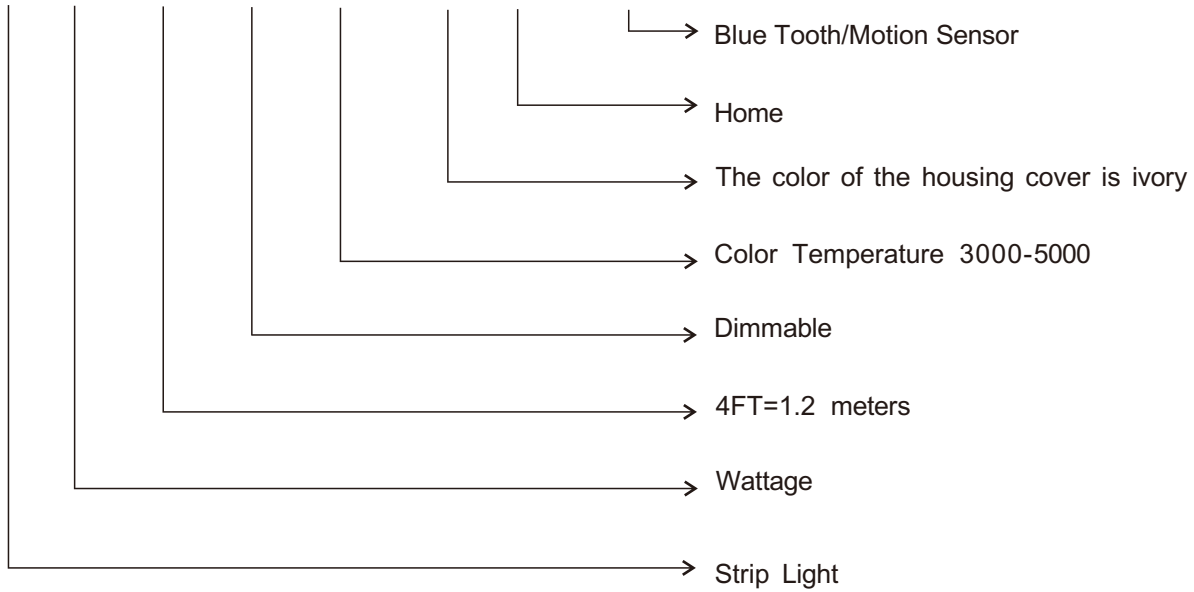 Blue Tooth/Motion Sensor
Home
The color of the housing cover is ivory
Color Temperature 3000-5000
Dimmable
4FT=1.2 meters
Wattage
Strip Light